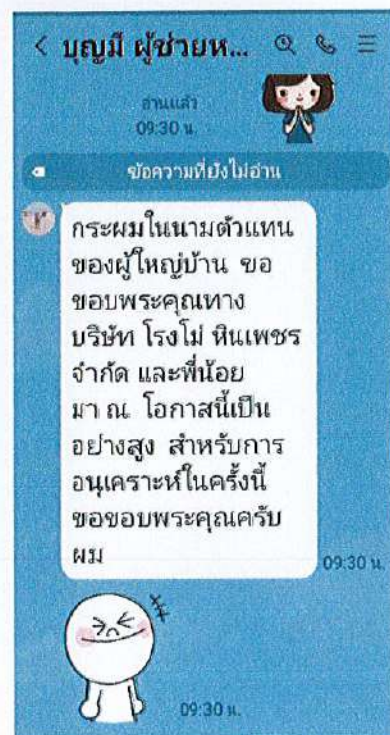 บุญมี ผู้ช่วยห...
อ่านแล้ว
09:30 น.
ข้อความที่ยังไม่อ่าน
กระผมในนามตัวแทน
ของผู้ใหญ่บ้าน ขอ
ขอบพระคุณทาง
บริษัท โรงโม่ หินเพชร
จำกัด และพี่น้อย
มา ณ โอกาสนี้เป็น
อย่างสูง สำหรับการ
อนุเคราะห์ในครั้งนี้
ขอขอบพระคุณครับ
ผม
09:30 น.
09:30 น.